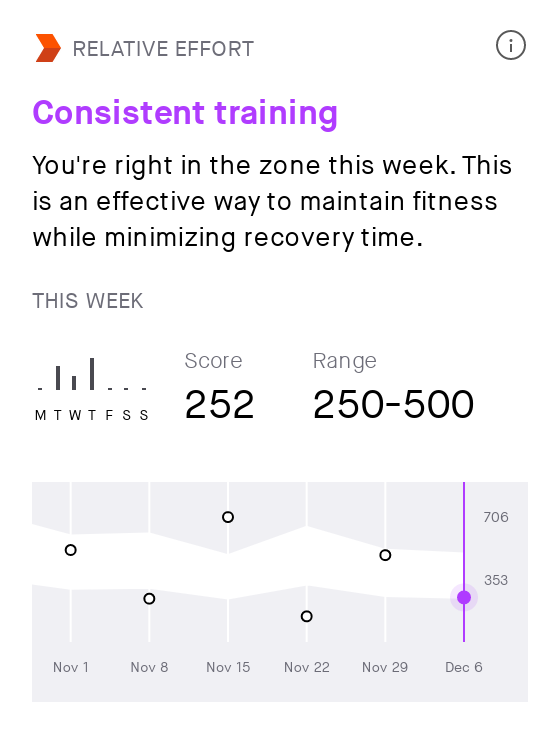 RELATIVE EFFORT
Consistent training
You're right in the zone this week. This
is an effective way to maintain fitness
while minimizing recovery time.
THIS WEEK
Score
Range
252
250-500
M T W T F S S
706
353
Nov 1
Nov 8
Nov 15
Nov 22
Nov 29
Dec 6